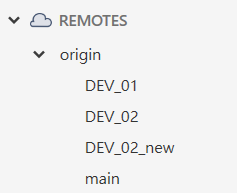 REMOTES
origin
DEV_01
DEV_02
DEV_02_new
main